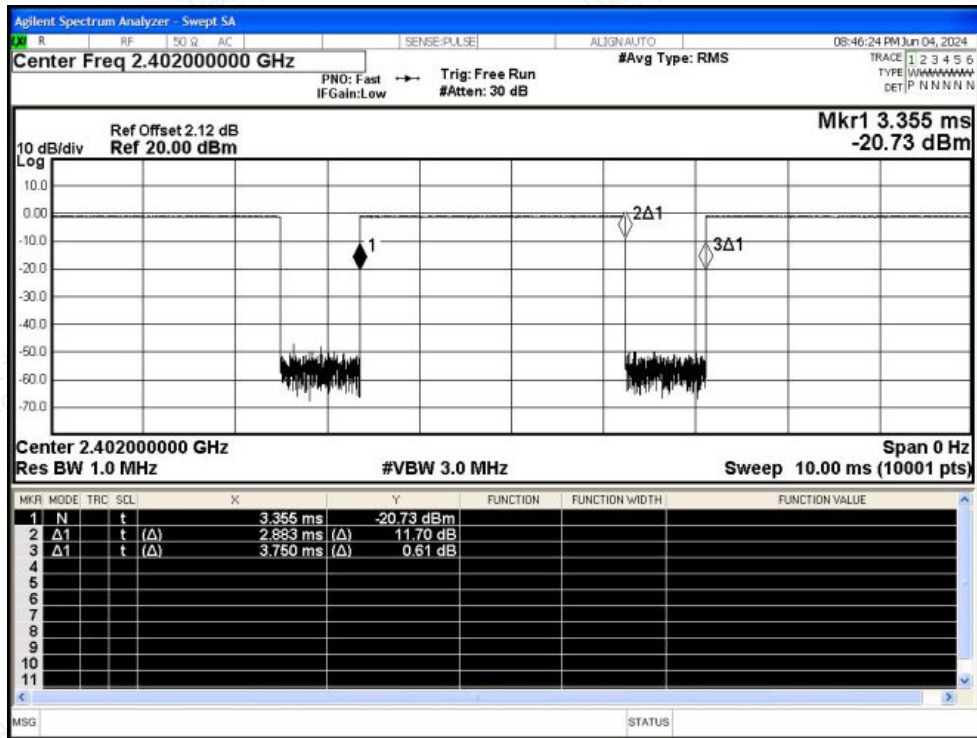 Agilent Spectrum Analyzer - Swept SA
R RF 50 Ω AC SENSE:PULSE ALIGNAUTO 08:46:24 PM Jun 04, 2024
Center Freq 2.402000000 GHz #Avg Type: RMS TRACE 1 2 3 4 5 6
PNO: Fast Trig: Free Run TYPE
IFGain:Low #Atten: 30 dB DET P N N N N N
Mkr1 3.355 ms
Ref Offset 2.12 dB
10 dB/div Ref 20.00 dBm -20.73 dBm
Log
10.0
0.00
2Δ1
-10.0
1
3Δ1
-20.0
-30.0
-40.0
-50.0
-60.0
-70.0
Center 2.402000000 GHz Span 0 Hz
Res BW 1.0 MHz #VBW 3.0 MHz Sweep 10.00 ms (10001 pts)
MKR MODE TRC SCL X Y FUNCTION FUNCTION WIDTH FUNCTION VALUE
1 N t 3.355 ms -20.73 dBm
2 Δ1 t (Δ) 2.883 ms (Δ) 11.70 dB
3 Δ1 t (Δ) 3.750 ms (Δ) 0.61 dB
4
5
6
7
8
9
10
11
MSG STATUS